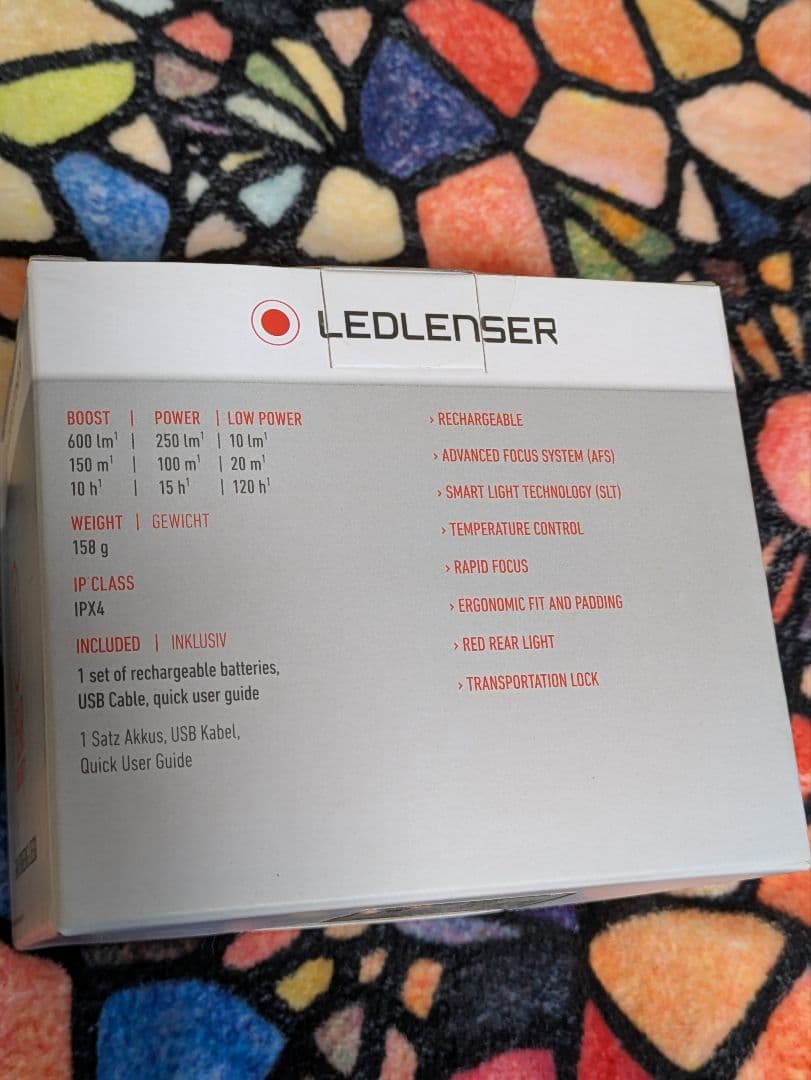 LEDLENSER
BOOST | POWER | LOW POWER
600 lm¹ | 250 lm¹ | 10 lm¹
150 m¹ | 100 m¹ | 20 m¹
10 h¹ | 15 h¹ | 120 h¹
WEIGHT | GEWICHT
158 g
IP CLASS
IPX4
INCLUDED | INKLUSIV
1 set of rechargeable batteries,
USB Cable, quick user guide
1 Satz Akkus, USB Kabel,
Quick User Guide
› RECHARGEABLE
› ADVANCED FOCUS SYSTEM (AFS)
› SMART LIGHT TECHNOLOGY (SLT)
› TEMPERATURE CONTROL
› RAPID FOCUS
› ERGONOMIC FIT AND PADDING
› RED REAR LIGHT
› TRANSPORTATION LOCK